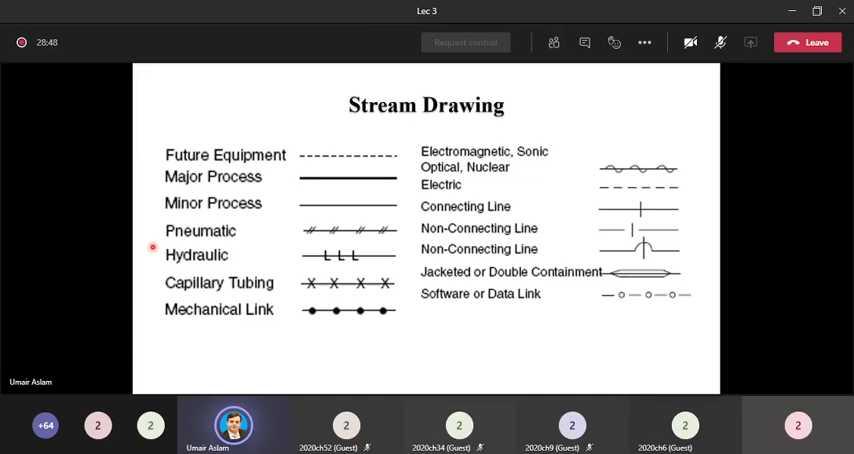 Lec 3
28:48
Request control
Leave
Stream Drawing
Future Equipment
Major Process
Minor Process
Pneumatic
Hydraulic
L L L
Capillary Tubing
X X X X
Mechanical Link
Electromagnetic, Sonic
Optical, Nuclear
Electric
Connecting Line
Non-Connecting Line
Non-Connecting Line
Jacketed or Double Containment
Software or Data Link
Umair Aslam
+64
2
2
Umair Aslam
2
2020ch52 (Guest)
2
2020ch34 (Guest)
2
2020ch9 (Guest)
2
2020ch6 (Guest)
2